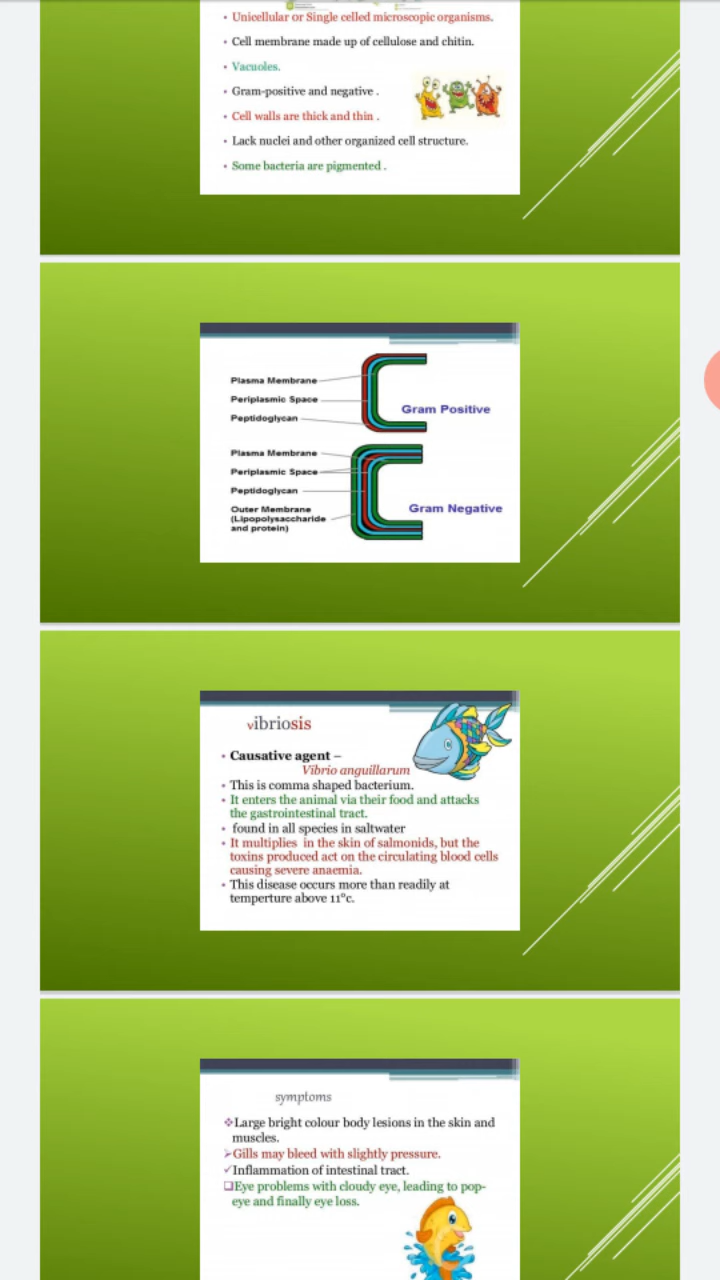 • Unicellular or Single celled microscopic organisms.
• Cell membrane made up of cellulose and chitin.
• Vacuoles.
• Gram-positive and negative .
• Cell walls are thick and thin .
• Lack nuclei and other organized cell structure.
• Some bacteria are pigmented .
Plasma Membrane
Periplasmic Space
Peptidoglycan
Gram Positive
Plasma Membrane
Periplasmic Space
Peptidoglycan
Outer Membrane
(Lipopolysaccharide
and protein)
Gram Negative
vibriosis
• Causative agent –
Vibrio anguillarum
• This is comma shaped bacterium.
• It enters the animal via their food and attacks
the gastrointestinal tract.
• found in all species in saltwater
• It multiplies in the skin of salmonids, but the
toxins produced act on the circulating blood cells
causing severe anaemia.
• This disease occurs more than readily at
temperture above 11°c.
symptoms
❖Large bright colour body lesions in the skin and
muscles.
➢Gills may bleed with slightly pressure.
✓Inflammation of intestinal tract.
❑Eye problems with cloudy eye, leading to pop-
eye and finally eye loss.